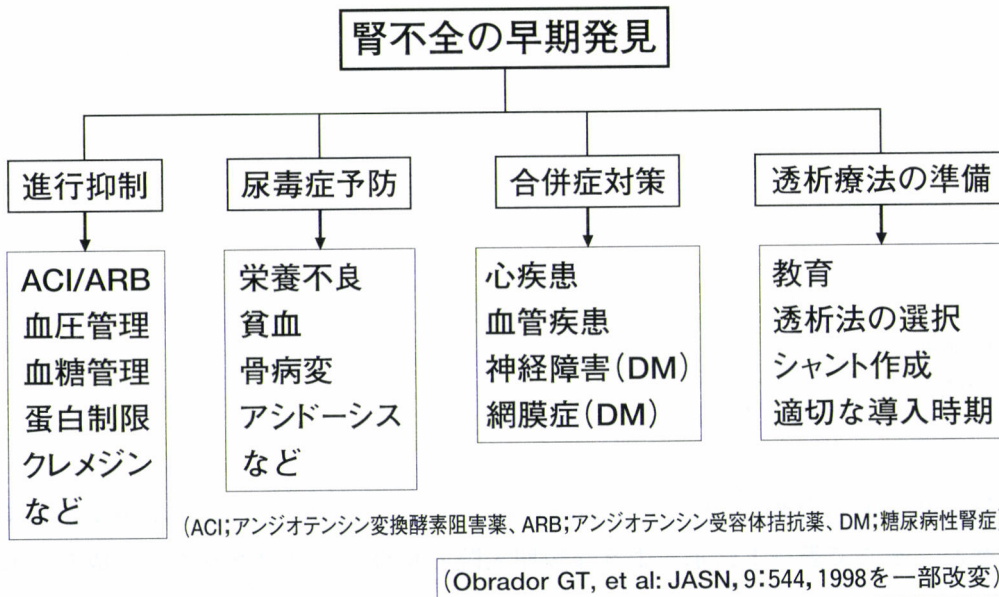 腎不全の早期発見
進行抑制
ACI/ARB
血圧管理
血糖管理
蛋白制限
クレメジン
など
尿毒症予防
栄養不良
貧血
骨病変
アシドーシス
など
合併症対策
心疾患
血管疾患
神経障害(DM)
網膜症(DM)
透析療法の準備
教育
透析法の選択
シャント作成
適切な導入時期
(ACI;アンジオテンシン変換酵素阻害薬、ARB;アンジオテンシン受容体拮抗薬、DM;糖尿病性腎症)
(Obrador GT, et al: JASN, 9:544, 1998を一部改変)